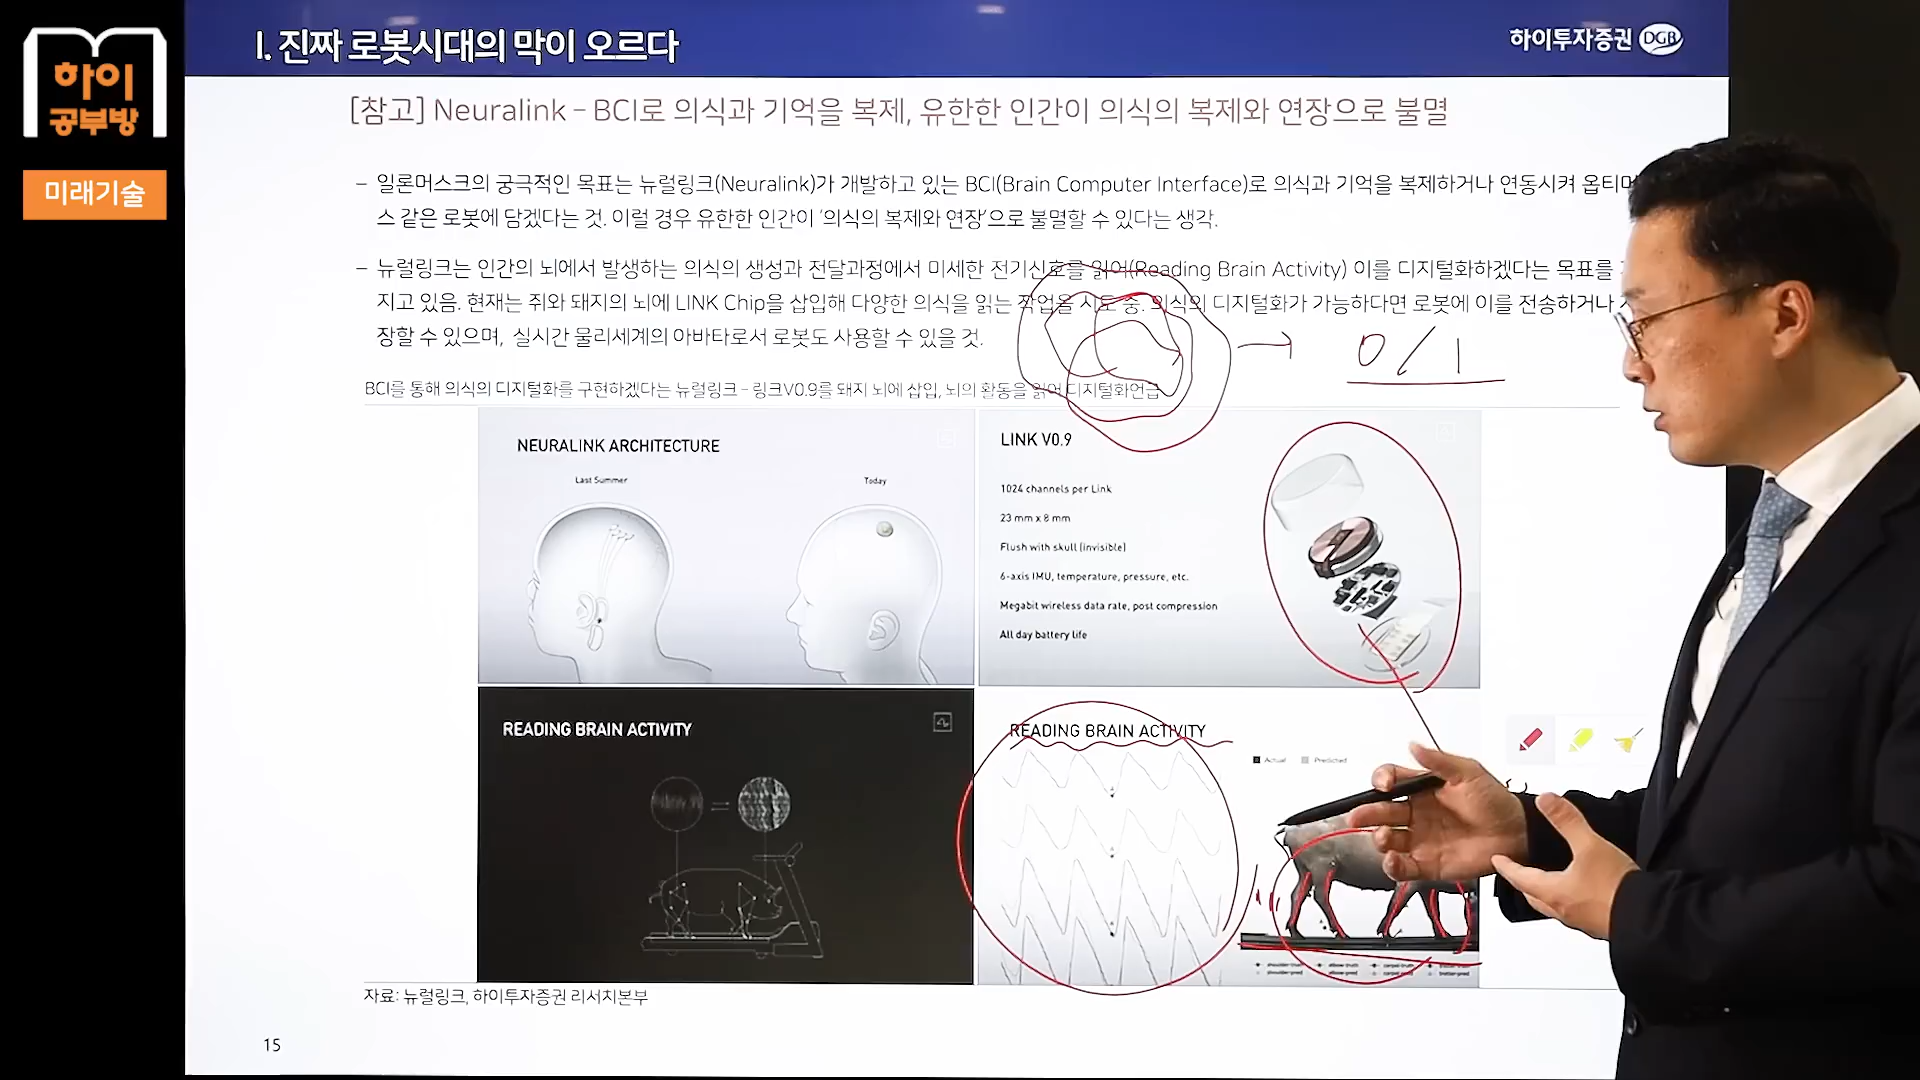 하이
공부방
미래기술
I. 진짜 로봇시대의 막이 오르다
하이투자증권 DGB
[참고] Neuralink – BCI로 의식과 기억을 복제, 유한한 인간이 의식의 복제와 연장으로 불멸
– 일론머스크의 궁극적인 목표는 뉴럴링크(Neuralink)가 개발하고 있는 BCI(Brain Computer Interface)로 의식과 기억을 복제하거나 연동시켜
스 같은 로봇에 담겠다는 것. 이럴 경우 유한한 인간이 '의식의 복제와 연장'으로 불멸할 수 있다는 생각.
– 뉴럴링크는 인간의 뇌에서 발생하는 의식의 생성과 전달과정에서 미세한 전기신호를 읽어(Reading Brain Activity) 이를 디지털화하겠다는 목표를
지고 있음. 현재는 쥐와 돼지의 뇌에 LINK Chip을 삽입해 다양한 의식을 읽는 작업을 시도 중. 의식의 디지털화가 가능하다면 로봇에 이를 전송하거나
장할 수 있으며, 실시간 물리세계의 아바타로서 로봇도 사용할 수 있을 것.
0 / 1
BCI를 통해 의식의 디지털화를 구현하겠다는 뉴럴링크 – 링크V0.9를 돼지 뇌에 삽입, 뇌의 활동을 읽어 디지털화언급
NEURALINK ARCHITECTURE
Last Summer
Today
LINK V0.9
1024 channels per Link
23 mm x 8 mm
Flush with skull (invisible)
6-axis IMU, temperature, pressure, etc.
Megabit wireless data rate, post compression
All day battery life
READING BRAIN ACTIVITY
READING BRAIN ACTIVITY
Actual
Predicted
자료: 뉴럴링크, 하이투자증권 리서치본부
15